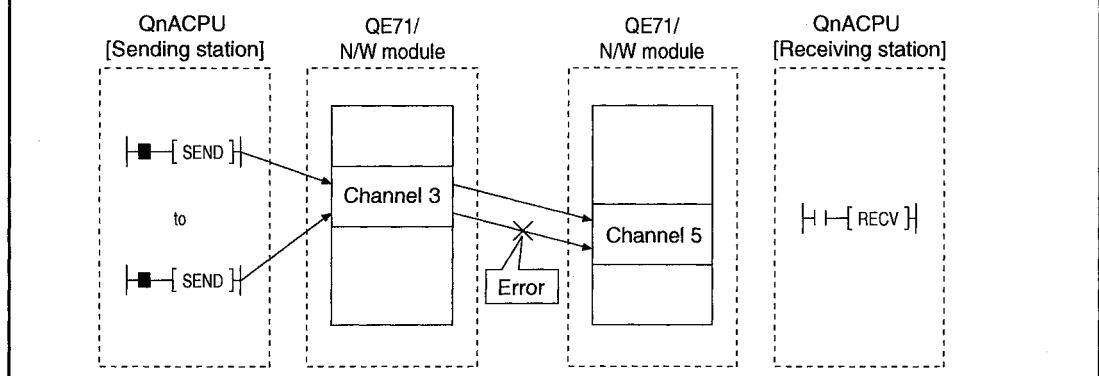 QnACPU
[Sending station]
QE71/
N/W module
QE71/
N/W module
QnACPU
[Receiving station]
[ SEND ]
Channel 3
to
Channel 5
[ RECV ]
[ SEND ]
Error